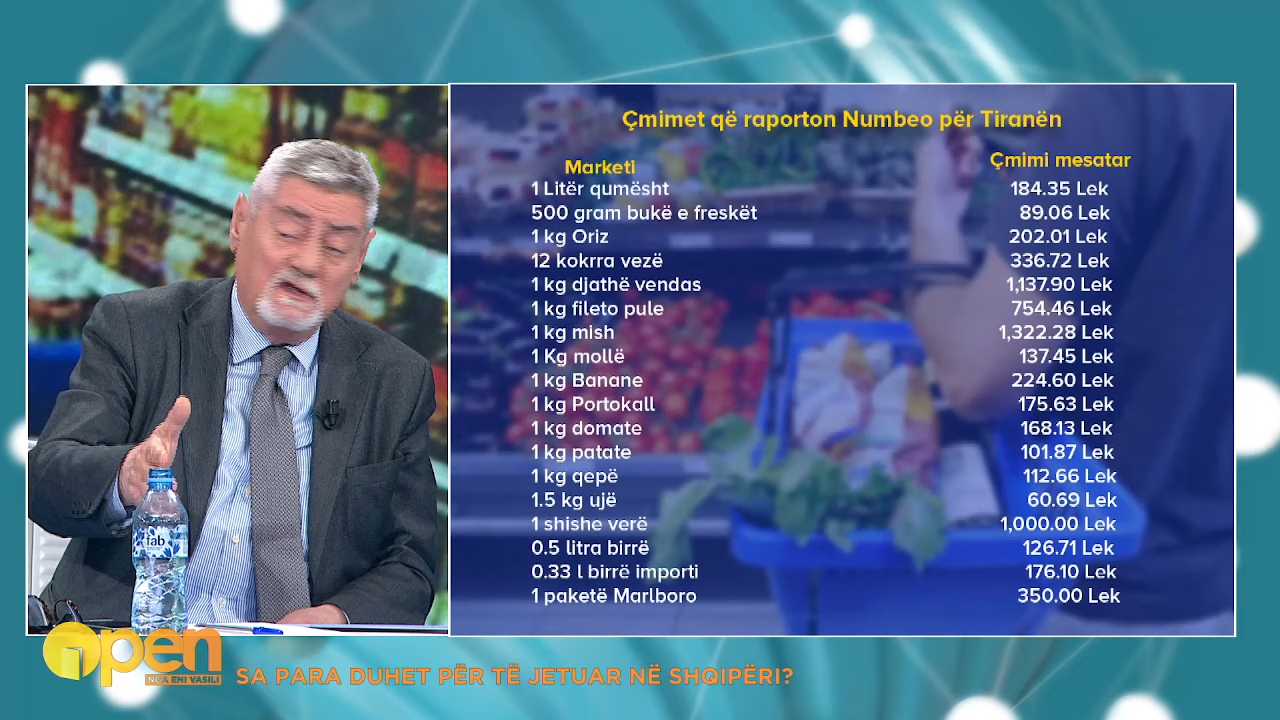 Çmimet që raporton Numbeo për Tiranën
Marketi Çmimi mesatar
1 Litër qumësht 184.35 Lek
500 gram bukë e freskët 89.06 Lek
1 kg Oriz 202.01 Lek
12 kokrra vezë 336.72 Lek
1 kg djathë vendas 1,137.90 Lek
1 kg fileto pule 754.46 Lek
1 kg mish 1,322.28 Lek
1 Kg mollë 137.45 Lek
1 kg Banane 224.60 Lek
1 kg Portokall 175.63 Lek
1 kg domate 168.13 Lek
1 kg patate 101.87 Lek
1 kg qepë 112.66 Lek
1.5 kg ujë 60.69 Lek
1 shishe verë 1,000.00 Lek
0.5 litra birrë 126.71 Lek
0.33 l birrë importi 176.10 Lek
1 paketë Marlboro 350.00 Lek
fab
open
NGA ENI VASILI
SA PARA DUHET PËR TË JETUAR NË SHQIPËRI?